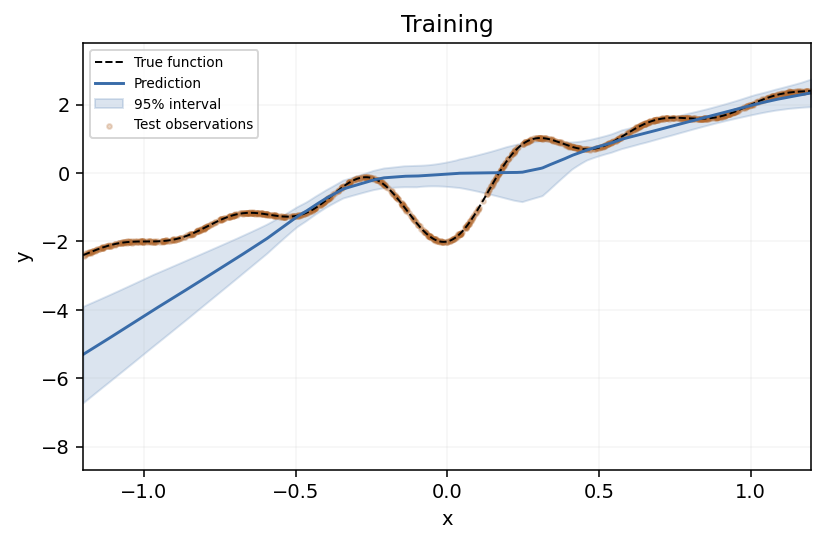 Training
True function
Prediction
95% interval
Test observations
2
0
−2
−4
−6
−8
y
−1.0 −0.5 0.0 0.5 1.0
x